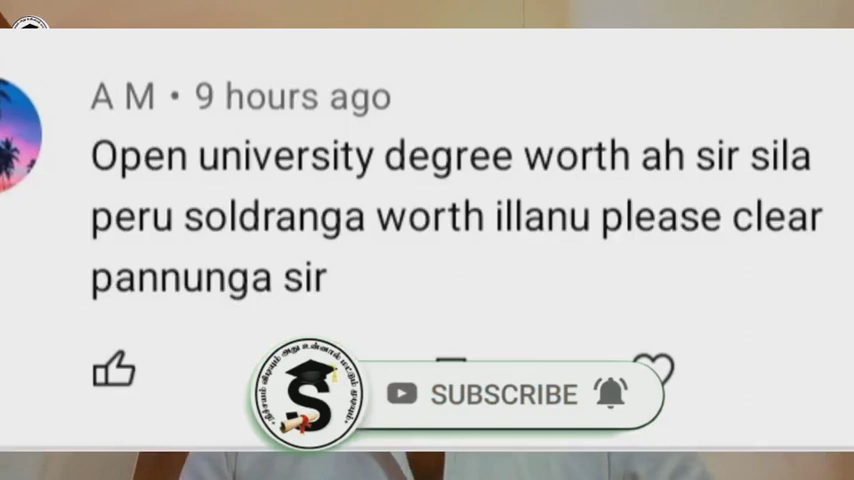 A M • 9 hours ago
Open university degree worth ah sir sila
peru soldranga worth illanu please clear
pannunga sir
S
SUBSCRIBE